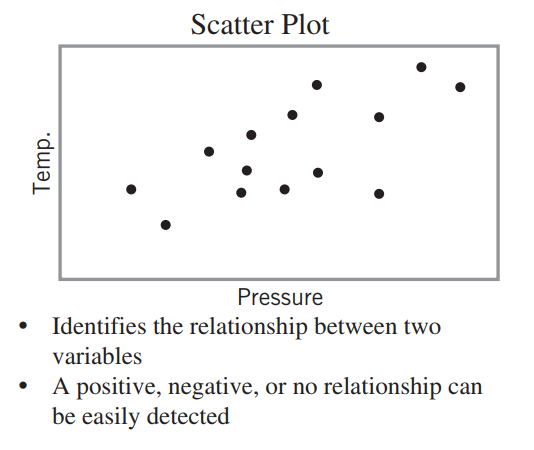 Scatter Plot
Temp.
Pressure
• Identifies the relationship between two
variables
• A positive, negative, or no relationship can
be easily detected